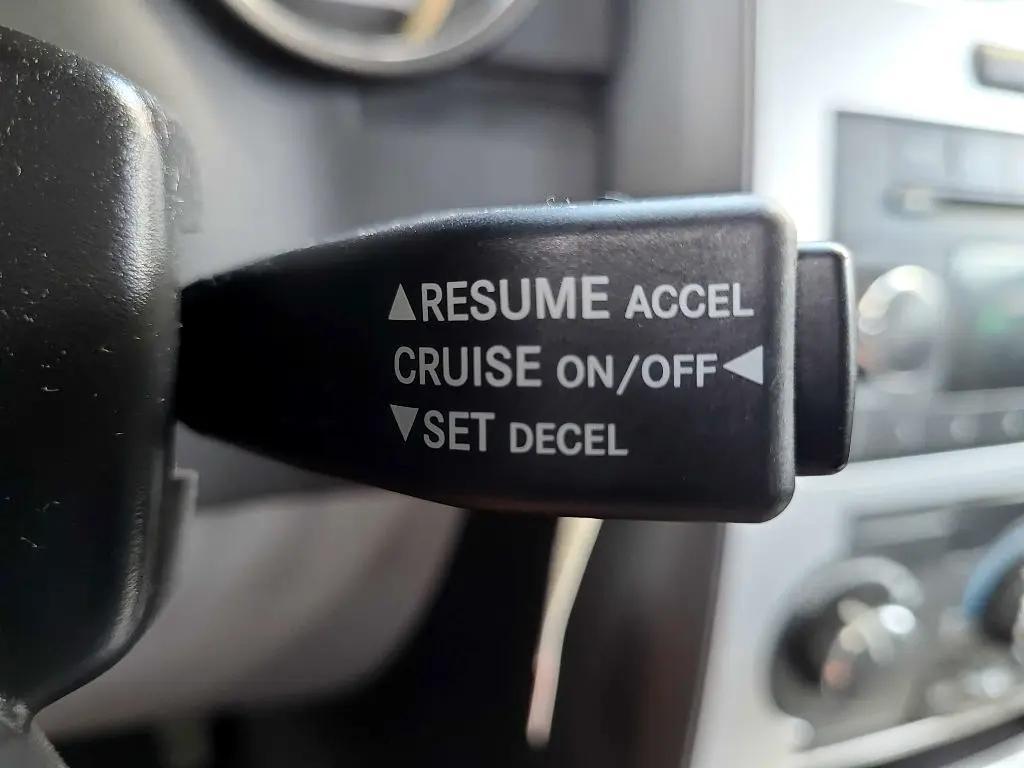 ▲RESUME ACCEL
CRUISE ON/OFF◀
▼SET DECEL